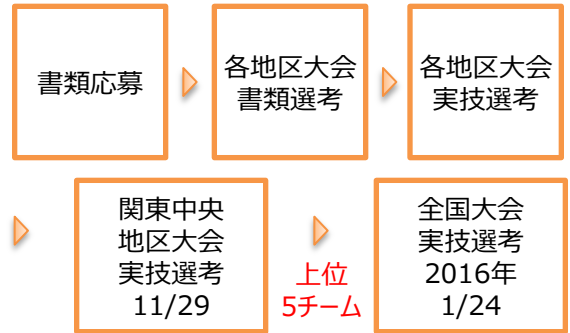 書類応募
各地区大会
書類選考
各地区大会
実技選考
関東中央
地区大会
実技選考
11/29
上位
5チーム
全国大会
実技選考
2016年
1/24